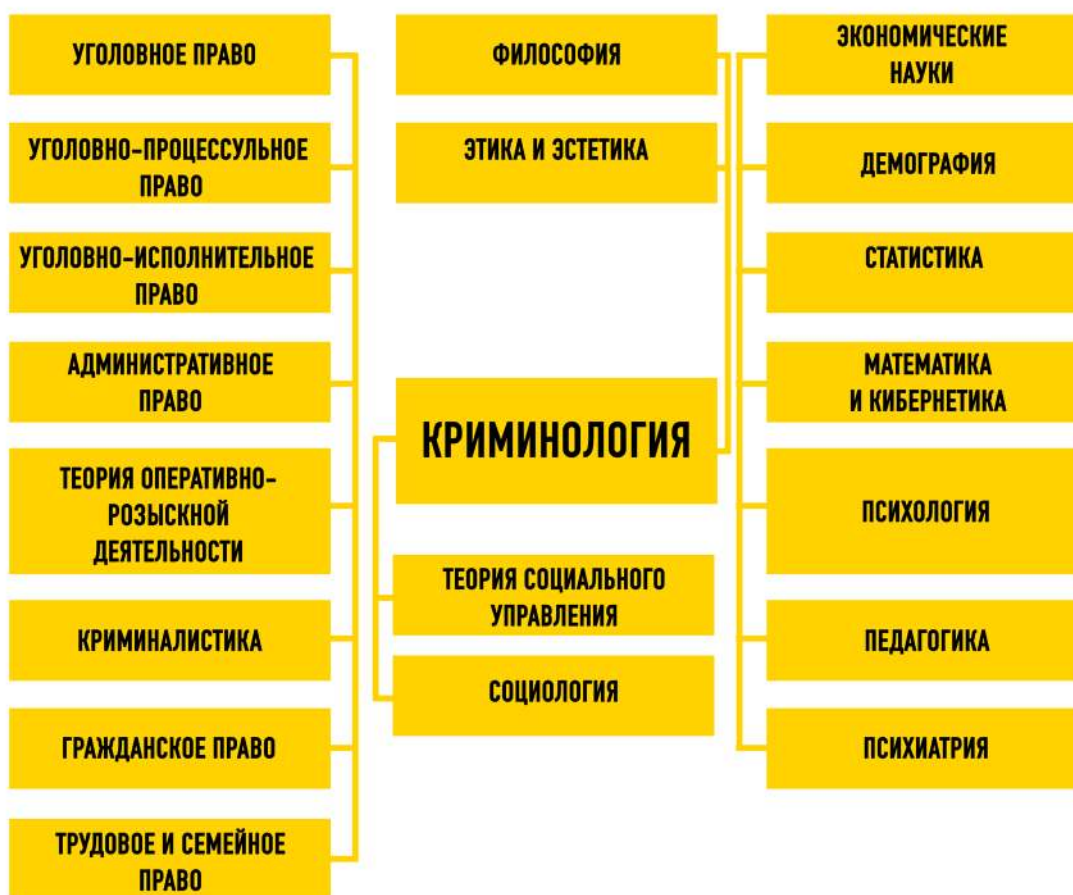 УГОЛОВНОЕ ПРАВО
УГОЛОВНО-ПРОЦЕССУЛЬНОЕ
ПРАВО
УГОЛОВНО-ИСПОЛНИТЕЛЬНОЕ
ПРАВО
АДМИНИСТРАТИВНОЕ
ПРАВО
ТЕОРИЯ ОПЕРАТИВНО-
РОЗЫСКНОЙ
ДЕЯТЕЛЬНОСТИ
КРИМИНАЛИСТИКА
ГРАЖДАНСКОЕ ПРАВО
ТРУДОВОЕ И СЕМЕЙНОЕ
ПРАВО
ФИЛОСОФИЯ
ЭТИКА И ЭСТЕТИКА
КРИМИНОЛОГИЯ
ТЕОРИЯ СОЦИАЛЬНОГО
УПРАВЛЕНИЯ
СОЦИОЛОГИЯ
ЭКОНОМИЧЕСКИЕ
НАУКИ
ДЕМОГРАФИЯ
СТАТИСТИКА
МАТЕМАТИКА
И КИБЕРНЕТИКА
ПСИХОЛОГИЯ
ПЕДАГОГИКА
ПСИХИАТРИЯ